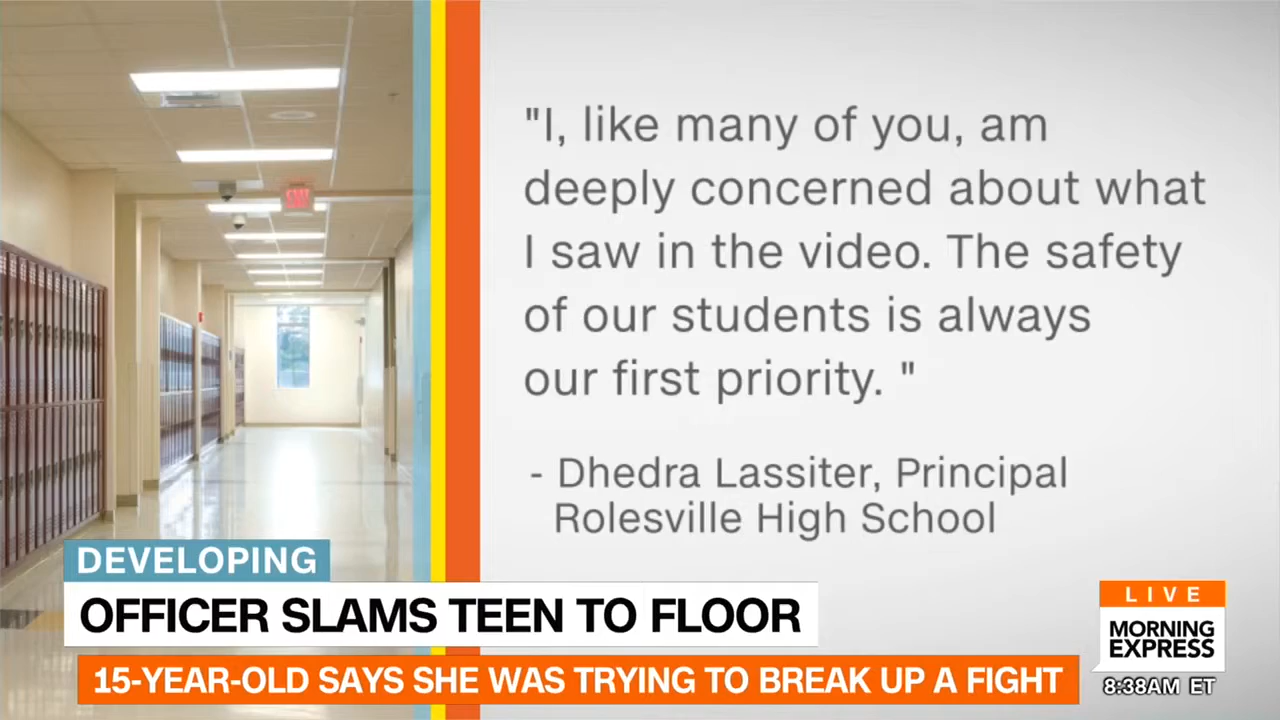 "I, like many of you, am
deeply concerned about what
I saw in the video. The safety
of our students is always
our first priority. "
- Dhedra Lassiter, Principal
Rolesville High School
DEVELOPING
OFFICER SLAMS TEEN TO FLOOR
15-YEAR-OLD SAYS SHE WAS TRYING TO BREAK UP A FIGHT
LIVE
MORNING
EXPRESS
8:38AM ET